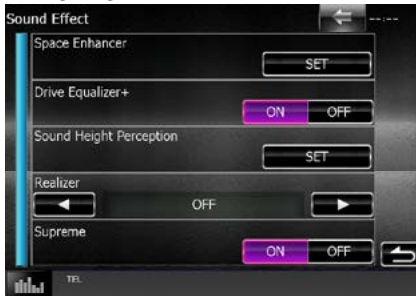 Sound Effect --:--
Space Enhancer
SET
Drive Equalizer+
ON OFF
Sound Height Perception
SET
Realizer
OFF
Supreme
ON OFF
TEL